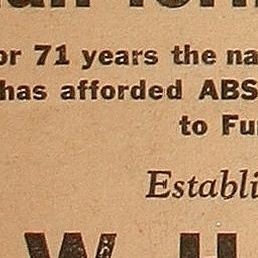 or 71 years the na
has afforded ABS
to Fu
Establi
W. H